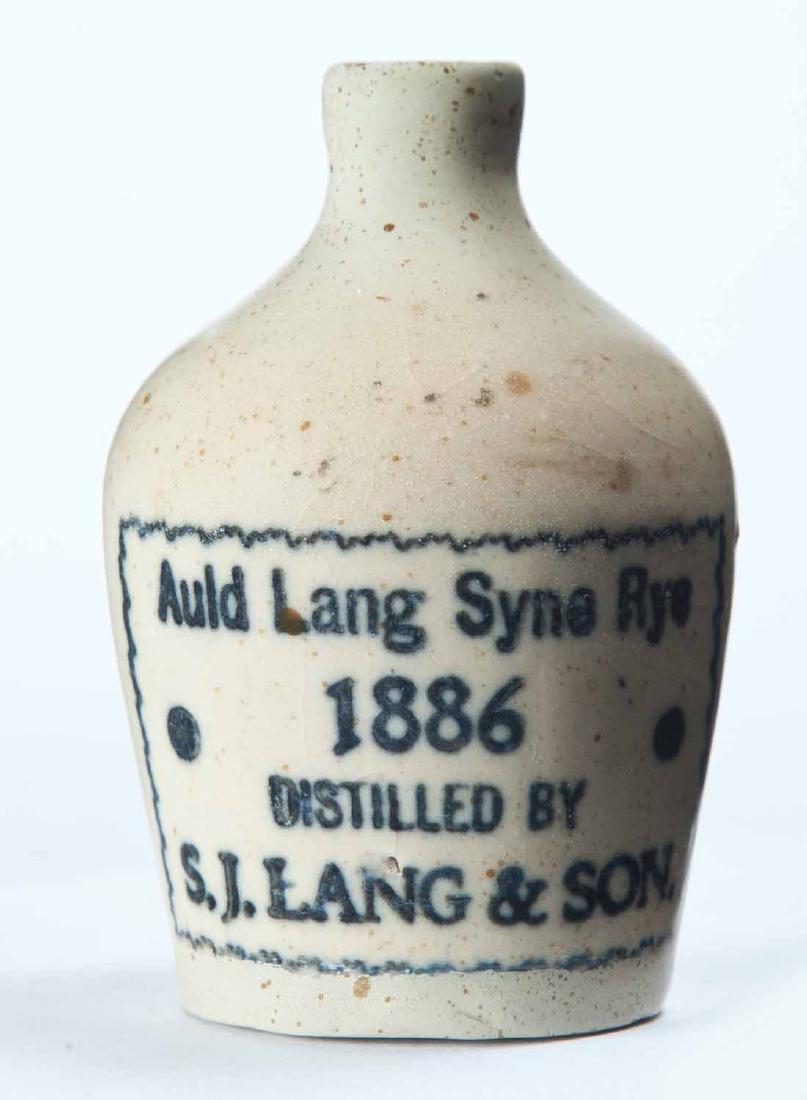 Auld Lang Syne Rye
1886
DISTILLED BY
S.J. LANG & SON.